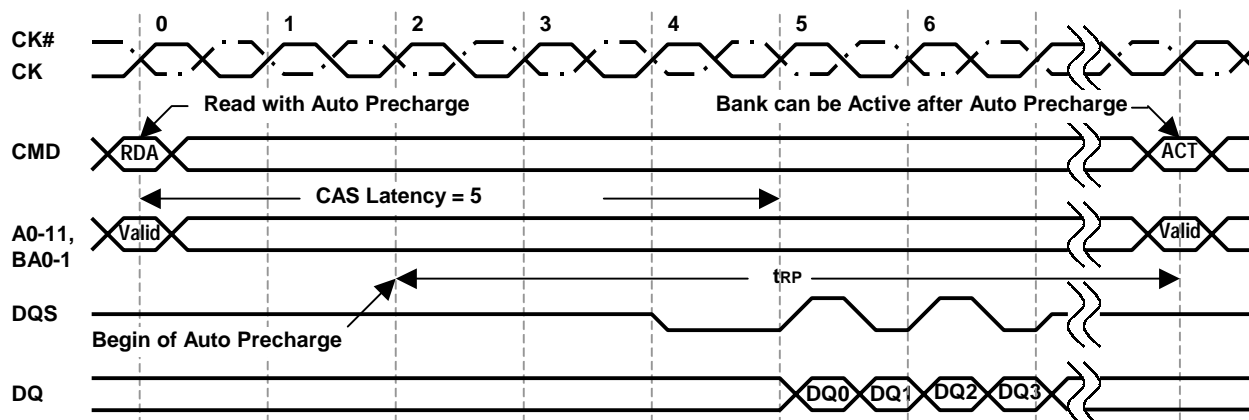 0 1 2 3 4 5 6
CK#
CK
Read with Auto Precharge
Bank can be Active after Auto Precharge
CMD
RDA
ACT
CAS Latency = 5
A0-11,
BA0-1
Valid
Valid
tRP
DQS
Begin of Auto Precharge
DQ
DQ0 DQ1 DQ2 DQ3